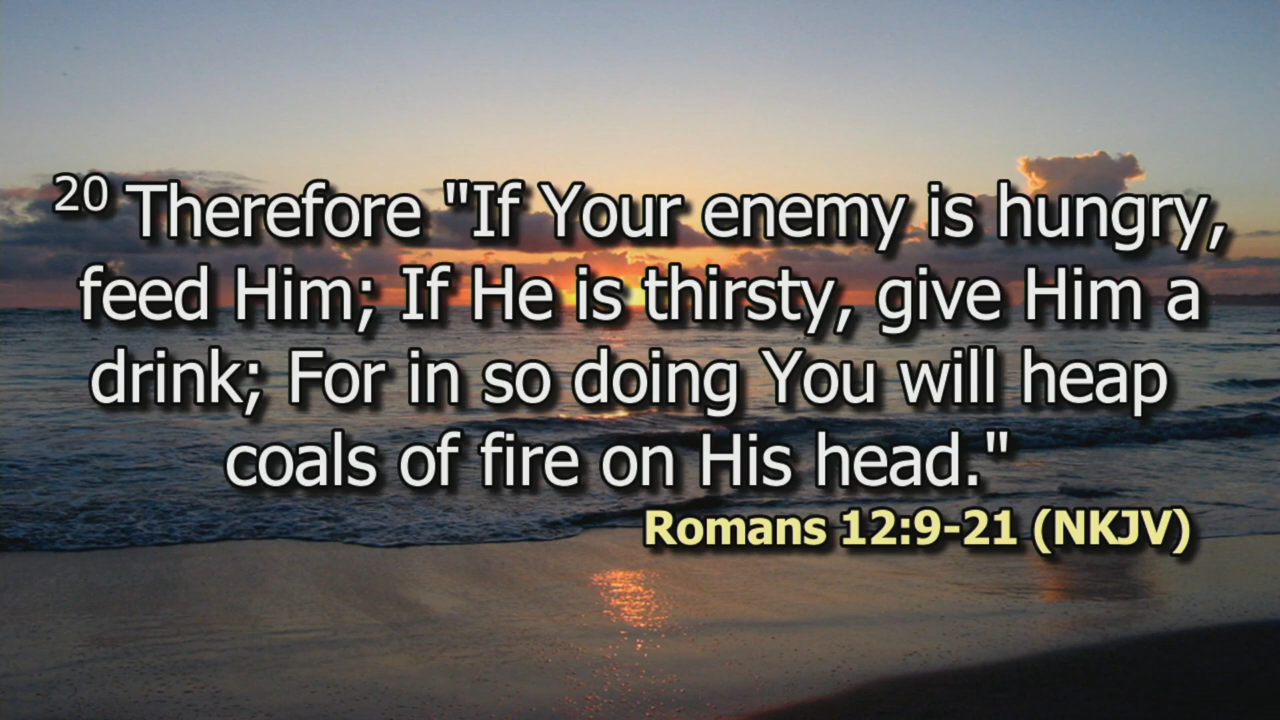 20 Therefore "If Your enemy is hungry,
feed Him; If He is thirsty, give Him a
drink; For in so doing You will heap
coals of fire on His head."
Romans 12:9-21 (NKJV)